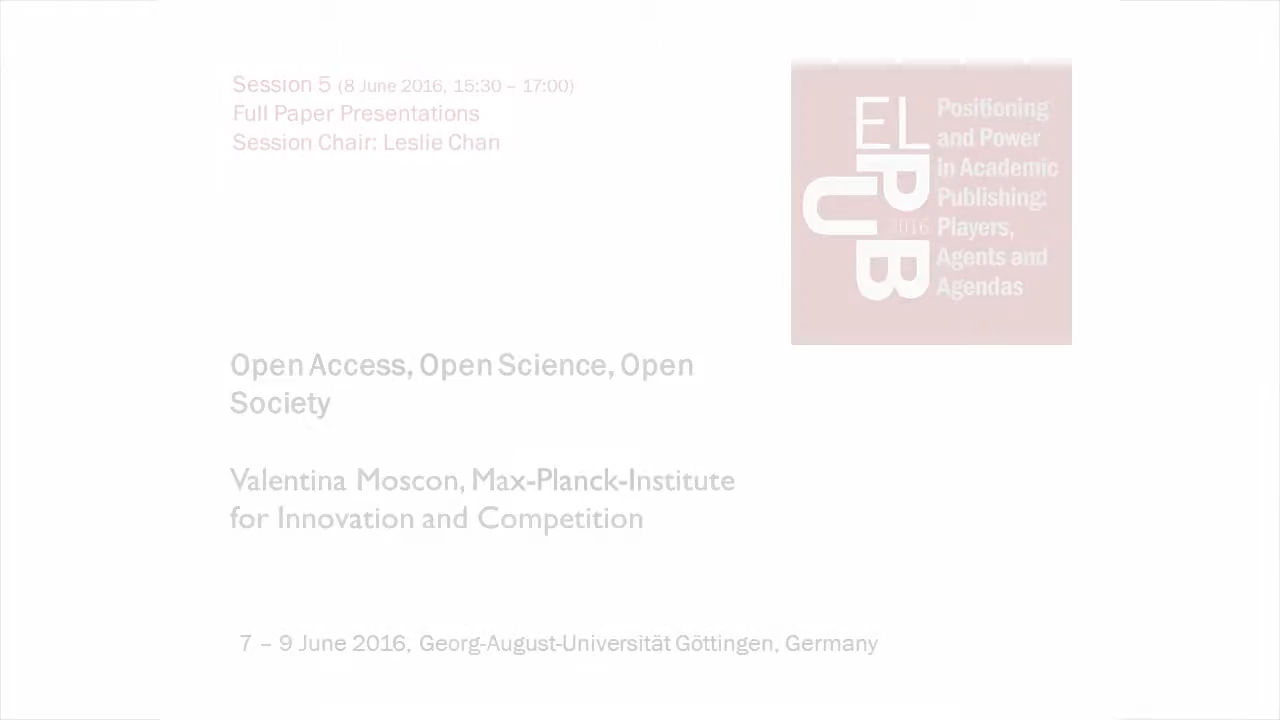 Session 5 (8 June 2016, 15:30 – 17:00)
Full Paper Presentations
Session Chair: Leslie Chan
EL
PUB
2016
Positioning
and Power
in Academic
Publishing:
Players,
Agents and
Agendas
Open Access, Open Science, Open
Society
Valentina Moscon, Max-Planck-Institute
for Innovation and Competition
7 – 9 June 2016, Georg-August-Universität Göttingen, Germany